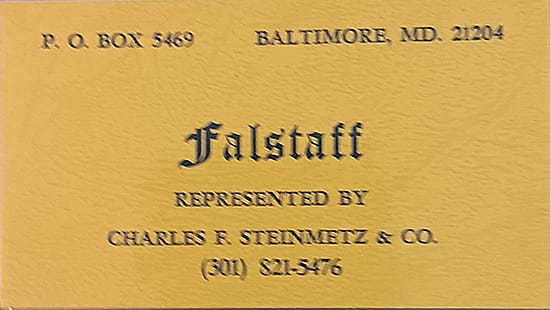 P. O. BOX 5469 BALTIMORE, MD. 21204
Falstaff
REPRESENTED BY
CHARLES F. STEINMETZ & CO.
(301) 821-5476